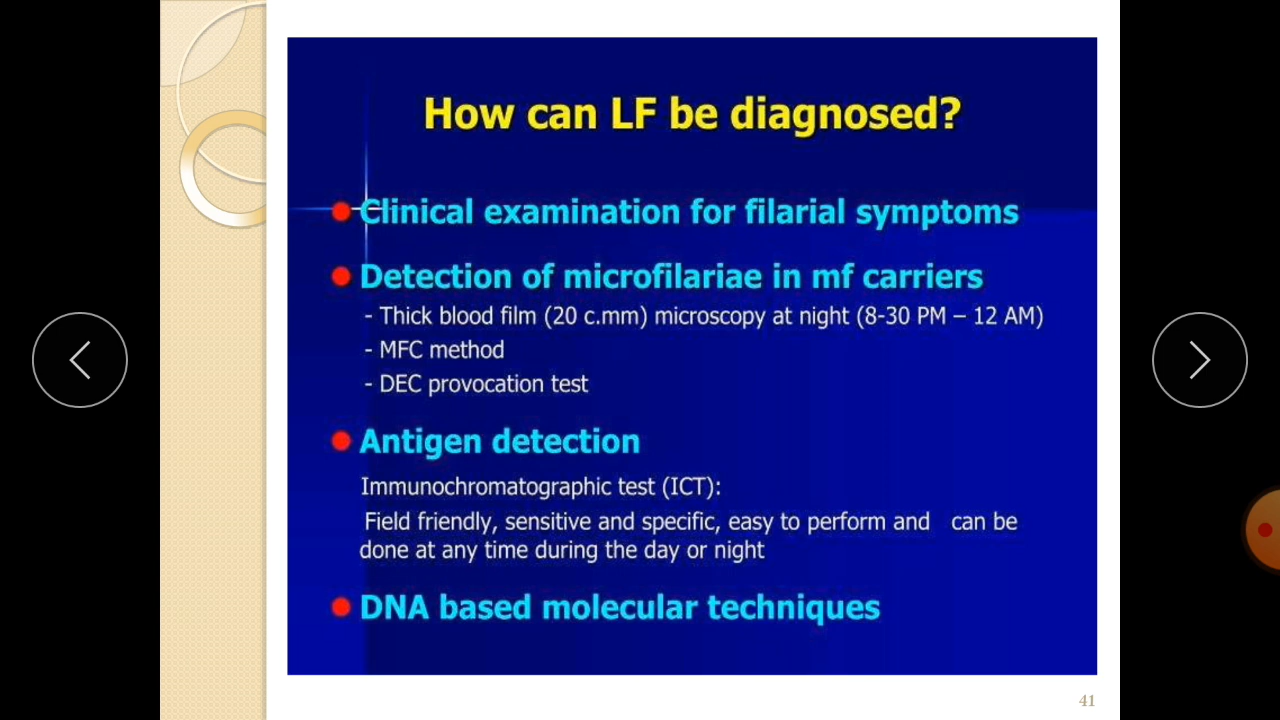 How can LF be diagnosed?
Clinical examination for filarial symptoms
Detection of microfilariae in mf carriers
- Thick blood film (20 c.mm) microscopy at night (8-30 PM – 12 AM)
- MFC method
- DEC provocation test
Antigen detection
Immunochromatographic test (ICT):
Field friendly, sensitive and specific, easy to perform and can be
done at any time during the day or night
DNA based molecular techniques
41